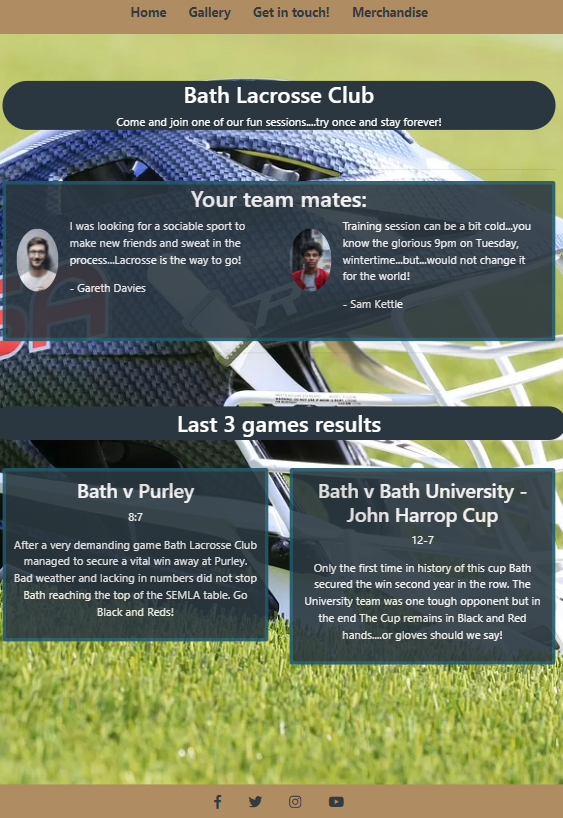 Home Gallery Get in touch! Merchandise
Bath Lacrosse Club
Come and join one of our fun sessions....try once and stay forever!
Your team mates:
I was looking for a sociable sport to
make new friends and sweat in the
process...Lacrosse is the way to go!
- Gareth Davies
Training session can be a bit cold...you
know the glorious 9pm on Tuesday,
wintertime...but...would not change it
for the world!
- Sam Kettle
Last 3 games results
Bath v Purley
8:7
After a very demanding game Bath Lacrosse Club
managed to secure a vital win away at Purley.
Bad weather and lacking in numbers did not stop
Bath reaching the top of the SEMLA table. Go
Black and Reds!
Bath v Bath University -
John Harrop Cup
12-7
Only the first time in history of this cup Bath
secured the win second year in the row. The
University team was one tough opponent but in
the end The Cup remains in Black and Red
hands....or gloves should we say!